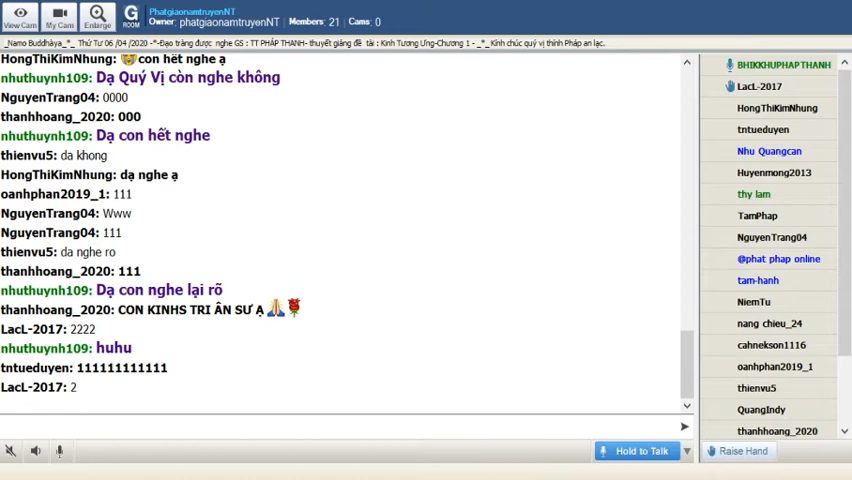 View Cam
My Cam
Enlarge
G
ROOM
PhatgiaonamtruyenNT
Owner: phatgiaonamtruyenNT Members: 21 Cams: 0
_Namo Buddhàya_*_ Thứ Tư 06 /04 /2020 -*-Đạo tràng được nghe GS : TT PHÁP THANH- thuyết giảng đề tài : Kinh Tương Ưng-Chương 1 - _*_ Kính chúc quý vị thính Pháp an lạc.
HongThiKimNhung: 😭con hết nghe ạ
nhuthuynh109: Dạ Quý Vị còn nghe không
NguyenTrang04: 0000
thanhhoang_2020: 000
nhuthuynh109: Dạ con hết nghe
thienvu5: da khong
HongThiKimNhung: dạ nghe ạ
oanhphan2019_1: 111
NguyenTrang04: Www
NguyenTrang04: 111
thienvu5: da nghe ro
thanhhoang_2020: 111
nhuthuynh109: Dạ con nghe lại rõ
thanhhoang_2020: CON KINHS TRI ÂN SƯ Ạ 🙏🌹
LacL-2017: 2222
nhuthuynh109: huhu
tntueduyen: 111111111111
LacL-2017: 2
Hold to Talk
BHIKKHUPHAPTHANH
LacL-2017
HongThiKimNhung
tntueduyen
Nhu Quangcan
Huyenmong2013
thy lam
TamPhap
NguyenTrang04
@phat phap online
tam-hanh
NiemTu
nang chieu_24
cahnekson1116
oanhphan2019_1
thienvu5
QuangIndy
thanhhoang_2020
Raise Hand